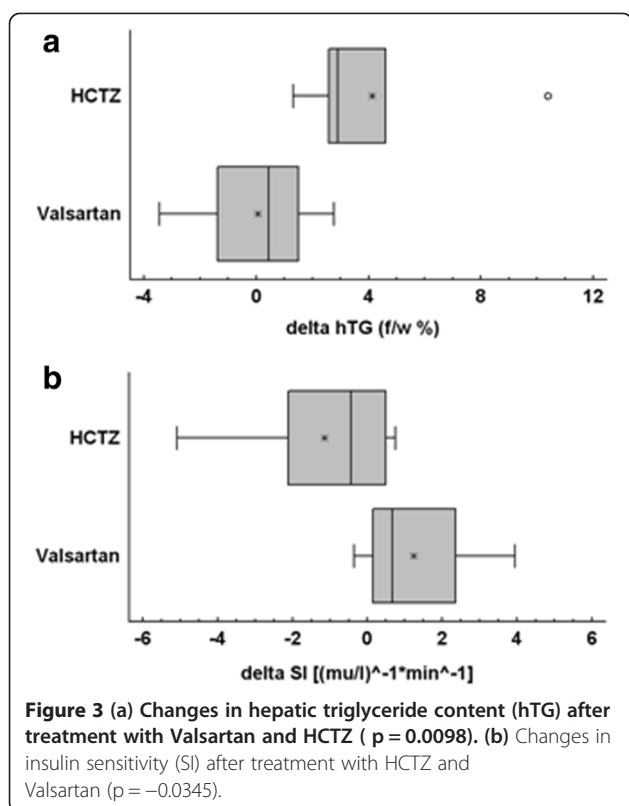 a
HCTZ
Valsartan
-4 0 4 8 12
delta hTG (f/w %)
b
HCTZ
Valsartan
-6 -4 -2 0 2 4 6
delta SI [(mu/l)^-1*min^-1]
Figure 3 (a) Changes in hepatic triglyceride content (hTG) after
treatment with Valsartan and HCTZ ( p = 0.0098). (b) Changes in
insulin sensitivity (SI) after treatment with HCTZ and
Valsartan (p = −0.0345).